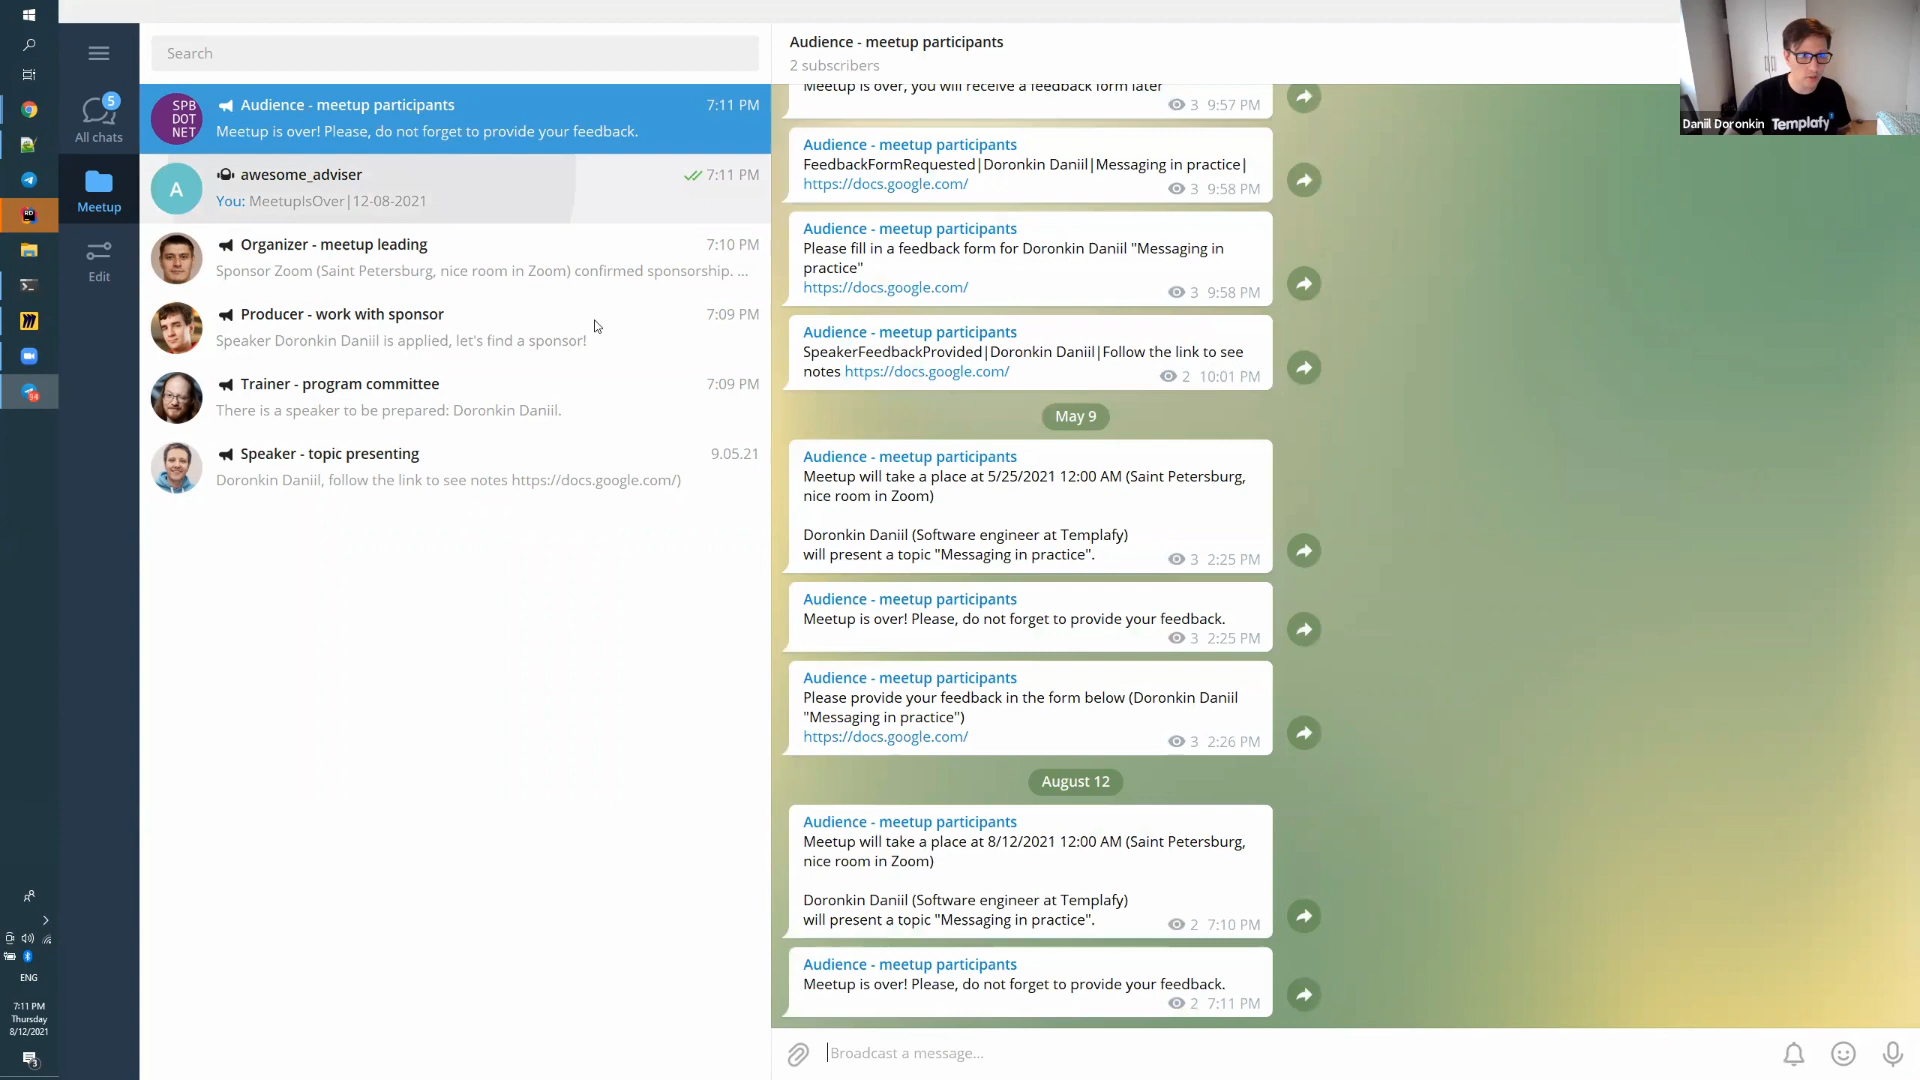 Search
Audience - meetup participants
2 subscribers
Daniil Doronkin
Templafy
5
All chats
Meetup
Edit
SPB
DOT
NET
Audience - meetup participants
7:11 PM
Meetup is over! Please, do not forget to provide your feedback.
A
awesome_adviser
7:11 PM
You: MeetupIsOver|12-08-2021
Organizer - meetup leading
7:10 PM
Sponsor Zoom (Saint Petersburg, nice room in Zoom) confirmed sponsorship. ...
Producer - work with sponsor
7:09 PM
Speaker Doronkin Daniil is applied, let's find a sponsor!
Trainer - program committee
7:09 PM
There is a speaker to be prepared: Doronkin Daniil.
Speaker - topic presenting
9.05.21
Doronkin Daniil, follow the link to see notes https://docs.google.com/)
Meetup is over, you will receive a feedback form later
3 9:57 PM
Audience - meetup participants
FeedbackFormRequested|Doronkin Daniil|Messaging in practice|
https://docs.google.com/
3 9:58 PM
Audience - meetup participants
Please fill in a feedback form for Doronkin Daniil "Messaging in
practice"
https://docs.google.com/
3 9:58 PM
Audience - meetup participants
SpeakerFeedbackProvided|Doronkin Daniil|Follow the link to see
notes https://docs.google.com/
2 10:01 PM
May 9
Audience - meetup participants
Meetup will take a place at 5/25/2021 12:00 AM (Saint Petersburg,
nice room in Zoom)
Doronkin Daniil (Software engineer at Templafy)
will present a topic "Messaging in practice".
3 2:25 PM
Audience - meetup participants
Meetup is over! Please, do not forget to provide your feedback.
3 2:25 PM
Audience - meetup participants
Please provide your feedback in the form below (Doronkin Daniil
"Messaging in practice")
https://docs.google.com/
3 2:26 PM
August 12
Audience - meetup participants
Meetup will take a place at 8/12/2021 12:00 AM (Saint Petersburg,
nice room in Zoom)
Doronkin Daniil (Software engineer at Templafy)
will present a topic "Messaging in practice".
2 7:10 PM
Audience - meetup participants
Meetup is over! Please, do not forget to provide your feedback.
2 7:11 PM
Broadcast a message...
RD
94
ENG
7:11 PM
Thursday
8/12/2021
3